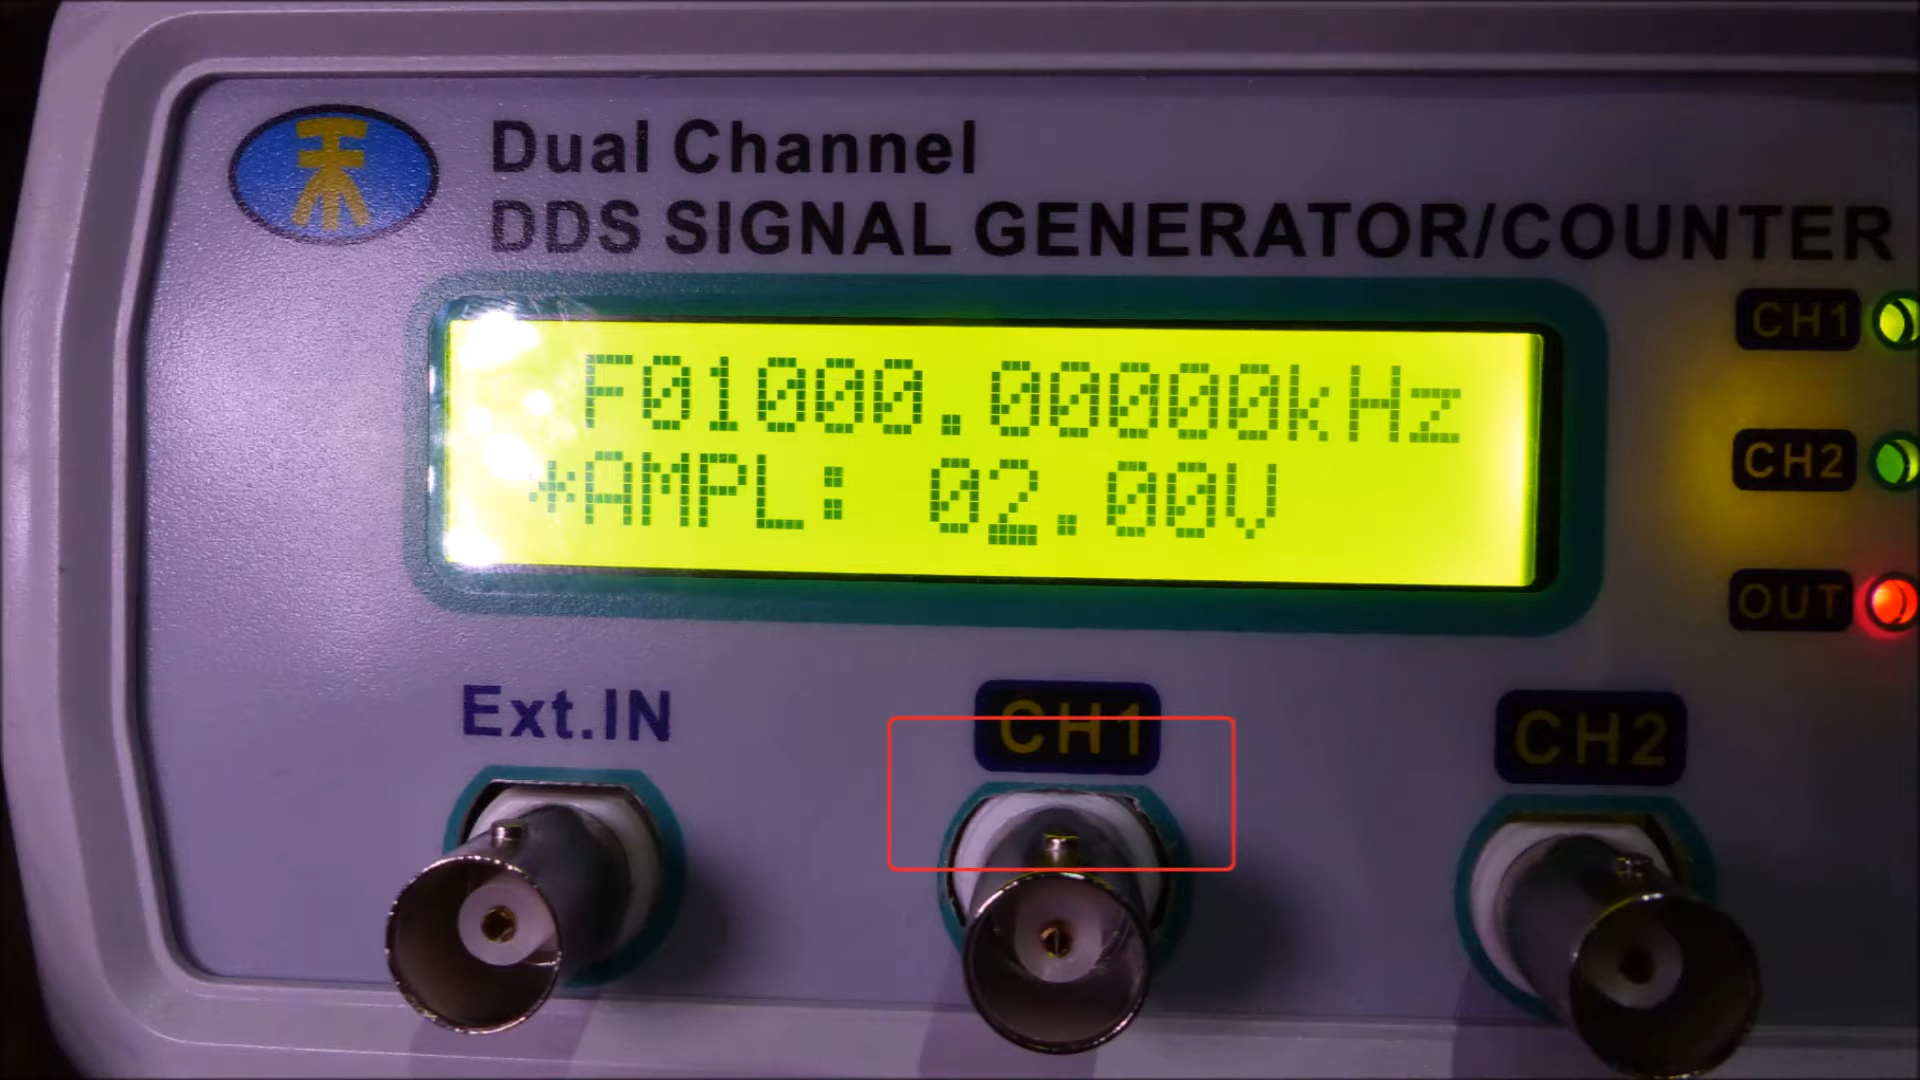 Dual Channel
DDS SIGNAL GENERATOR/COUNTER
F01000.00000kHz
*AMPL: 02.00V
CH1
CH2
OUT
Ext.IN
CH1
CH2